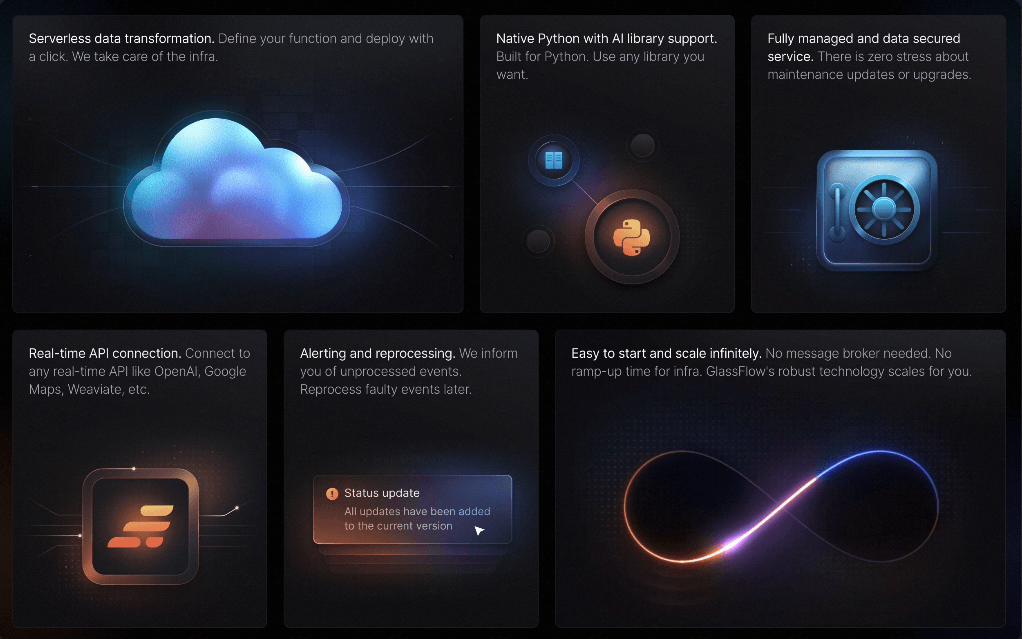 Serverless data transformation. Define your function and deploy with
a click. We take care of the infra.
Native Python with AI library support.
Built for Python. Use any library you
want.
Fully managed and data secured
service. There is zero stress about
maintenance updates or upgrades.
Real-time API connection. Connect to
any real-time API like OpenAI, Google
Maps, Weaviate, etc.
Alerting and reprocessing. We inform
you of unprocessed events.
Reprocess faulty events later.
Status update
All updates have been added
to the current version
Easy to start and scale infinitely. No message broker needed. No
ramp-up time for infra. GlassFlow's robust technology scales for you.